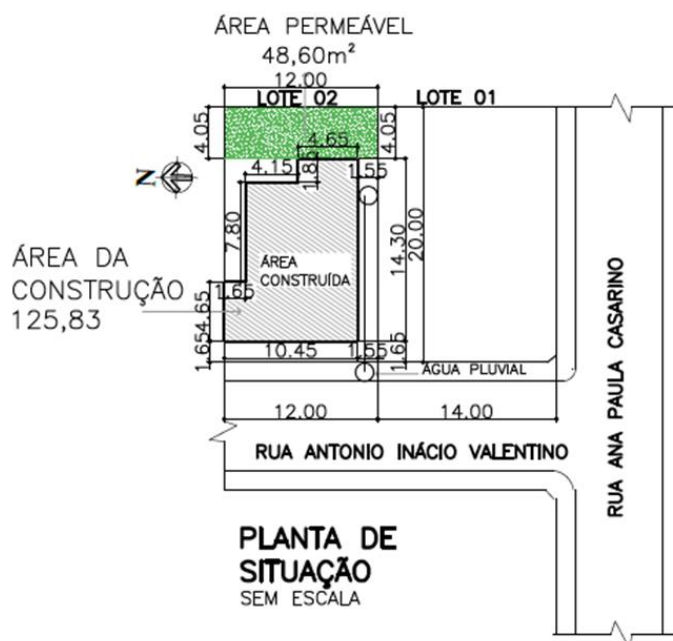 ÁREA PERMEÁVEL
48,60m²
12.00
LOTE 02
LOTE 01
4.05
4.05
4.65
4.15
1.85
1.55
N
7.80
14.30
20.00
ÁREA DA
CONSTRUÇÃO
125,83
ÁREA
CONSTRUÍDA
1.65
4.65
1.65
10.45
1.55
1.65
ÁGUA PLUVIAL
12.00
14.00
RUA ANTONIO INÁCIO VALENTINO
RUA ANA PAULA CASARINO
PLANTA DE
SITUAÇÃO
SEM ESCALA